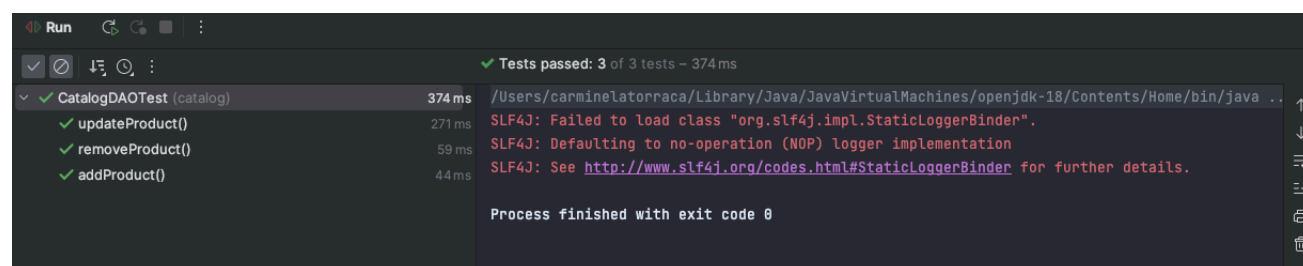 Run
Tests passed: 3 of 3 tests – 374 ms
CatalogDAOTest (catalog) 374 ms
updateProduct() 271 ms
removeProduct() 59 ms
addProduct() 44 ms
/Users/carminelatorraca/Library/Java/JavaVirtualMachines/openjdk-18/Contents/Home/bin/java ..
SLF4J: Failed to load class "org.slf4j.impl.StaticLoggerBinder".
SLF4J: Defaulting to no-operation (NOP) logger implementation
SLF4J: See http://www.slf4j.org/codes.html#StaticLoggerBinder for further details.
Process finished with exit code 0